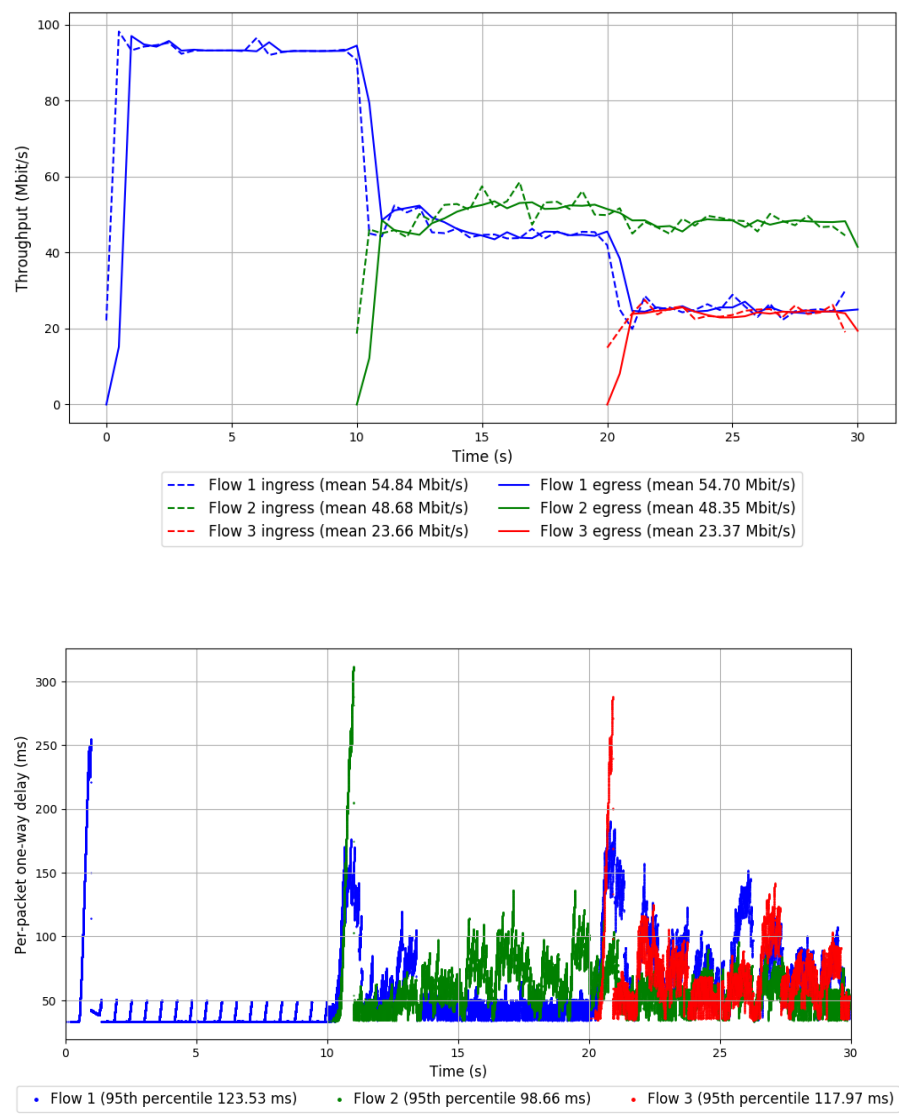 100
80
60
40
20
0
Throughput (Mbit/s)
0 5 10 15 20 25 30
Time (s)
Flow 1 ingress (mean 54.84 Mbit/s) Flow 1 egress (mean 54.70 Mbit/s)
Flow 2 ingress (mean 48.68 Mbit/s) Flow 2 egress (mean 48.35 Mbit/s)
Flow 3 ingress (mean 23.66 Mbit/s) Flow 3 egress (mean 23.37 Mbit/s)
300
250
200
150
100
50
Per-packet one-way delay (ms)
0 5 10 15 20 25 30
Time (s)
Flow 1 (95th percentile 123.53 ms) Flow 2 (95th percentile 98.66 ms) Flow 3 (95th percentile 117.97 ms)